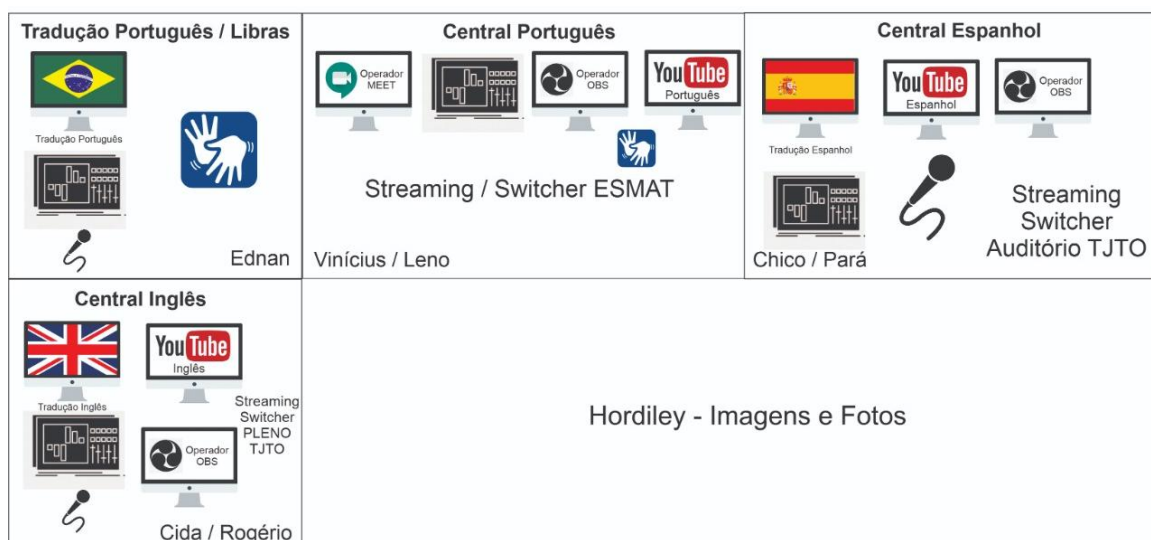 Tradução Português / Libras
Tradução Português
Ednan
Central Português
Operador
MEET
Operador
OBS
YouTube
Português
Streaming / Switcher ESMAT
Vinícius / Leno
Central Espanhol
Tradução Espanhol
YouTube
Espanhol
Operador
OBS
Streaming
Switcher
Auditório TJTO
Chico / Pará
Central Inglês
Tradução Inglês
YouTube
Inglês
Streaming
Switcher
PLENO
TJTO
Operador
OBS
Cida / Rogério
Hordiley - Imagens e Fotos